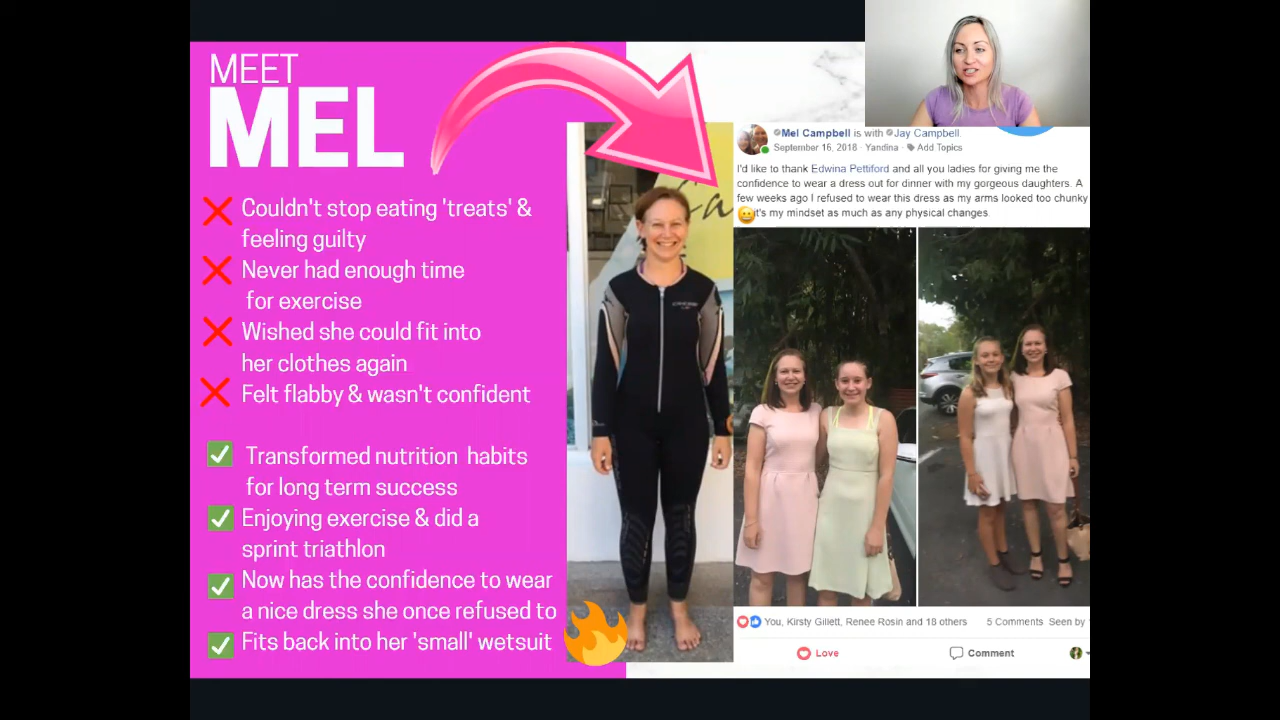 MEET
MEL
Couldn't stop eating 'treats' &
feeling guilty
Never had enough time
for exercise
Wished she could fit into
her clothes again
Felt flabby & wasn't confident
Transformed nutrition habits
for long term success
Enjoying exercise & did a
sprint triathlon
Now has the confidence to wear
a nice dress she once refused to
Fits back into her 'small' wetsuit
Mel Campbell is with Jay Campbell.
September 16, 2018 · Yandina · Add Topics
I'd like to thank Edwina Pettiford and all you ladies for giving me the
confidence to wear a dress out for dinner with my gorgeous daughters. A
few weeks ago I refused to wear this dress as my arms looked too chunky
it's my mindset as much as any physical changes
You, Kirsty Gillett, Renee Rosin and 18 others
5 Comments Seen by
Love
Comment